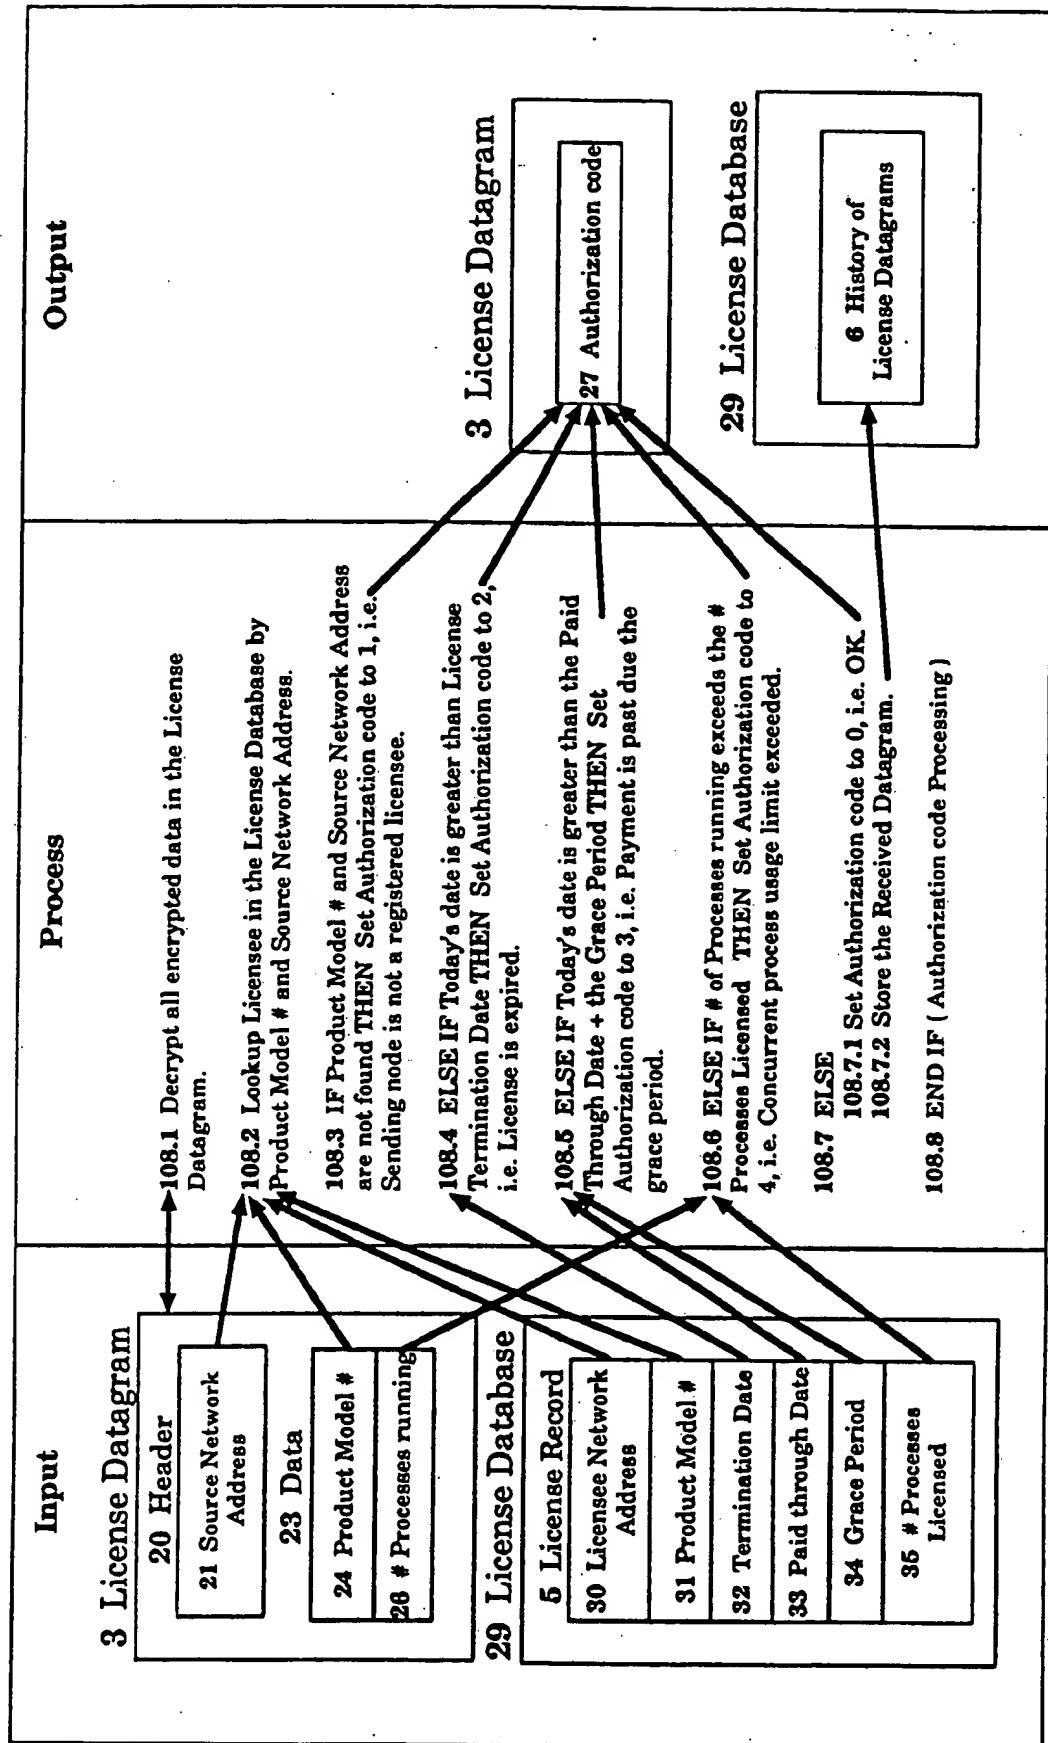 Input
3 License Datagram
20 Header
21 Source Network
Address
23 Data
24 Product Model #
26 # Processes running
29 License Database
5 License Record
30 Licensee Network
Address
31 Product Model #
32 Termination Date
33 Paid through Date
34 Grace Period
35 # Processes
Licensed
Process
108.1 Decrypt all encrypted data in the License
Datagram.
108.2 Lookup Licensee in the License Database by
Product Model # and Source Network Address.
108.3 IF Product Model # and Source Network Address
are not found THEN Set Authorization code to 1, i.e.
Sending node is not a registered licensee.
108.4 ELSE IF Today's date is greater than License
Termination Date THEN Set Authorization code to 2,
i.e. License is expired.
108.5 ELSE IF Today's date is greater than the Paid
Through Date + the Grace Period THEN Set
Authorization code to 3, i.e. Payment is past due the
grace period.
108.6 ELSE IF # of Processes running exceeds the #
Processes Licensed THEN Set Authorization code to
4, i.e. Concurrent process usage limit exceeded.
108.7 ELSE
108.7.1 Set Authorization code to 0, i.e. OK.
108.7.2 Store the Received Datagram.
108.8 END IF ( Authorization code Processing )
Output
3 License Datagram
27 Authorization code
29 License Database
6 History of
License Datagrams